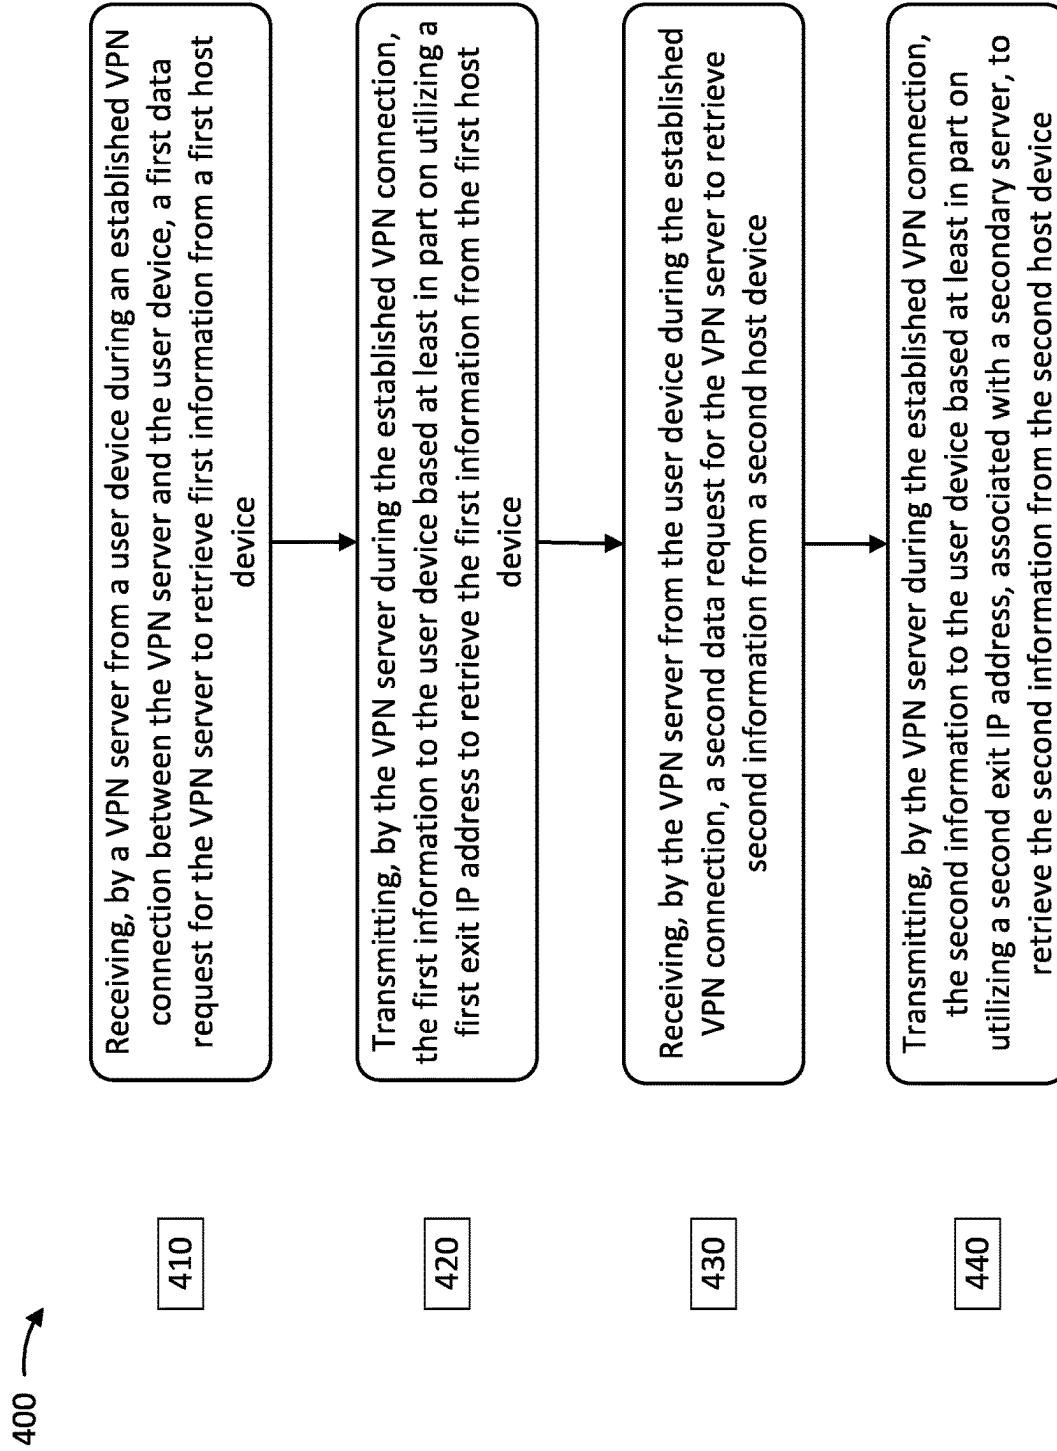 400
410
Receiving, by a VPN server from a user device during an established VPN
connection between the VPN server and the user device, a first data
request for the VPN server to retrieve first information from a first host
device
420
Transmitting, by the VPN server during the established VPN connection,
the first information to the user device based at least in part on utilizing a
first exit IP address to retrieve the first information from the first host
device
430
Receiving, by the VPN server from the user device during the established
VPN connection, a second data request for the VPN server to retrieve
second information from a second host device
440
Transmitting, by the VPN server during the established VPN connection,
the second information to the user device based at least in part on
utilizing a second exit IP address, associated with a secondary server, to
retrieve the second information from the second host device